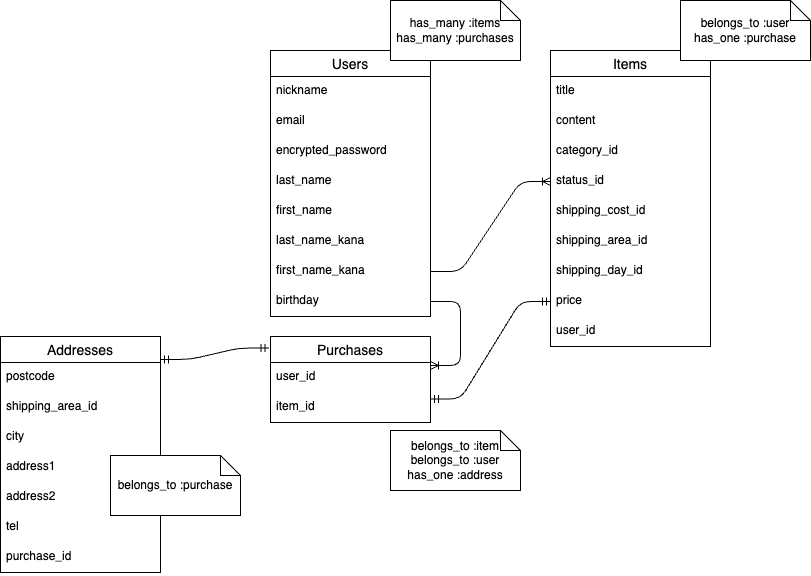 has_many :items
has_many :purchases
Users
nickname
email
encrypted_password
last_name
first_name
last_name_kana
first_name_kana
birthday
belongs_to :user
has_one :purchase
Items
title
content
category_id
status_id
shipping_cost_id
shipping_area_id
shipping_day_id
price
user_id
Addresses
postcode
shipping_area_id
city
address1
address2
tel
purchase_id
belongs_to :purchase
Purchases
user_id
item_id
belongs_to :item
belongs_to :user
has_one :address